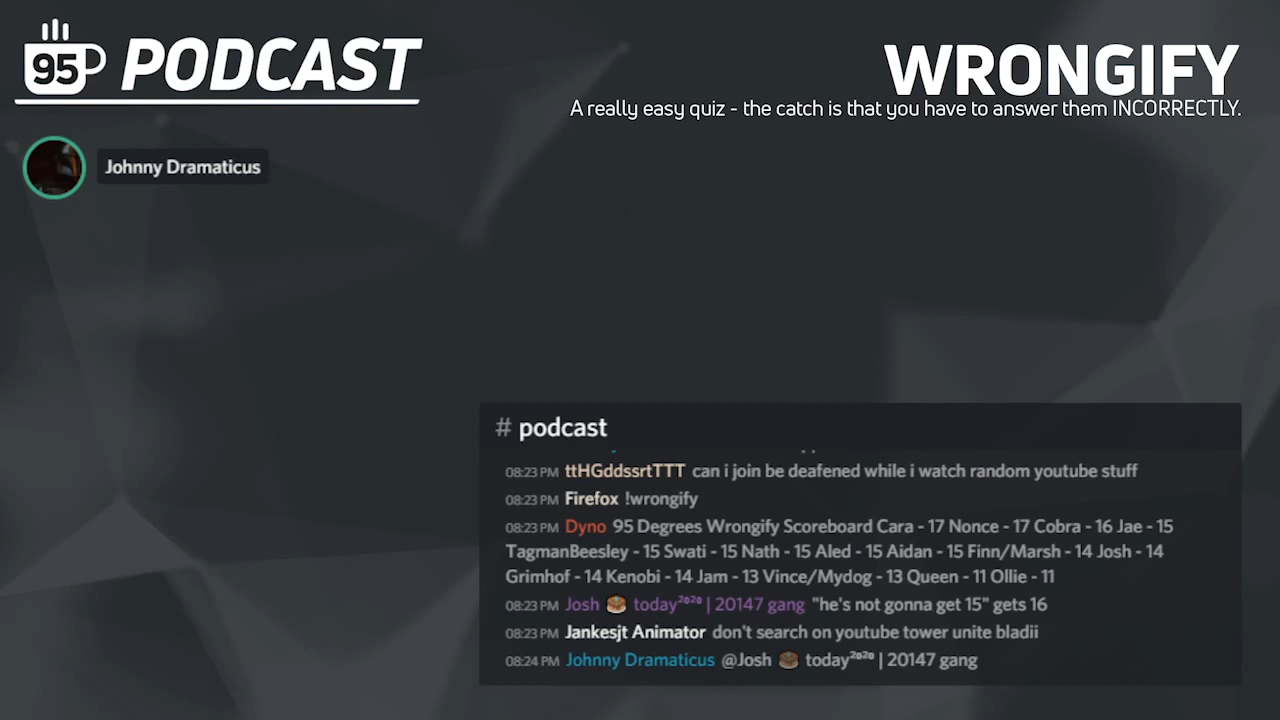 95 PODCAST
WRONGIFY
A really easy quiz - the catch is that you have to answer them INCORRECTLY.
Johnny Dramaticus
# podcast
08:23 PM ttHGddssrtTTT can i join be deafened while i watch random youtube stuff
08:23 PM Firefox !wrongify
08:23 PM Dyno 95 Degrees Wrongify Scoreboard Cara - 17 Nonce - 17 Cobra - 16 Jae - 15
TagmanBeesley - 15 Swati - 15 Nath - 15 Aled - 15 Aidan - 15 Finn/Marsh - 14 Josh - 14
Grimhof - 14 Kenobi - 14 Jam - 13 Vince/Mydog - 13 Queen - 11 Ollie - 11
08:23 PM Josh 🎂 today²⁰²⁰ | 20147 gang "he's not gonna get 15" gets 16
08:23 PM Jankesjt Animator don't search on youtube tower unite bladii
08:24 PM Johnny Dramaticus @Josh 🎂 today²⁰²⁰ | 20147 gang